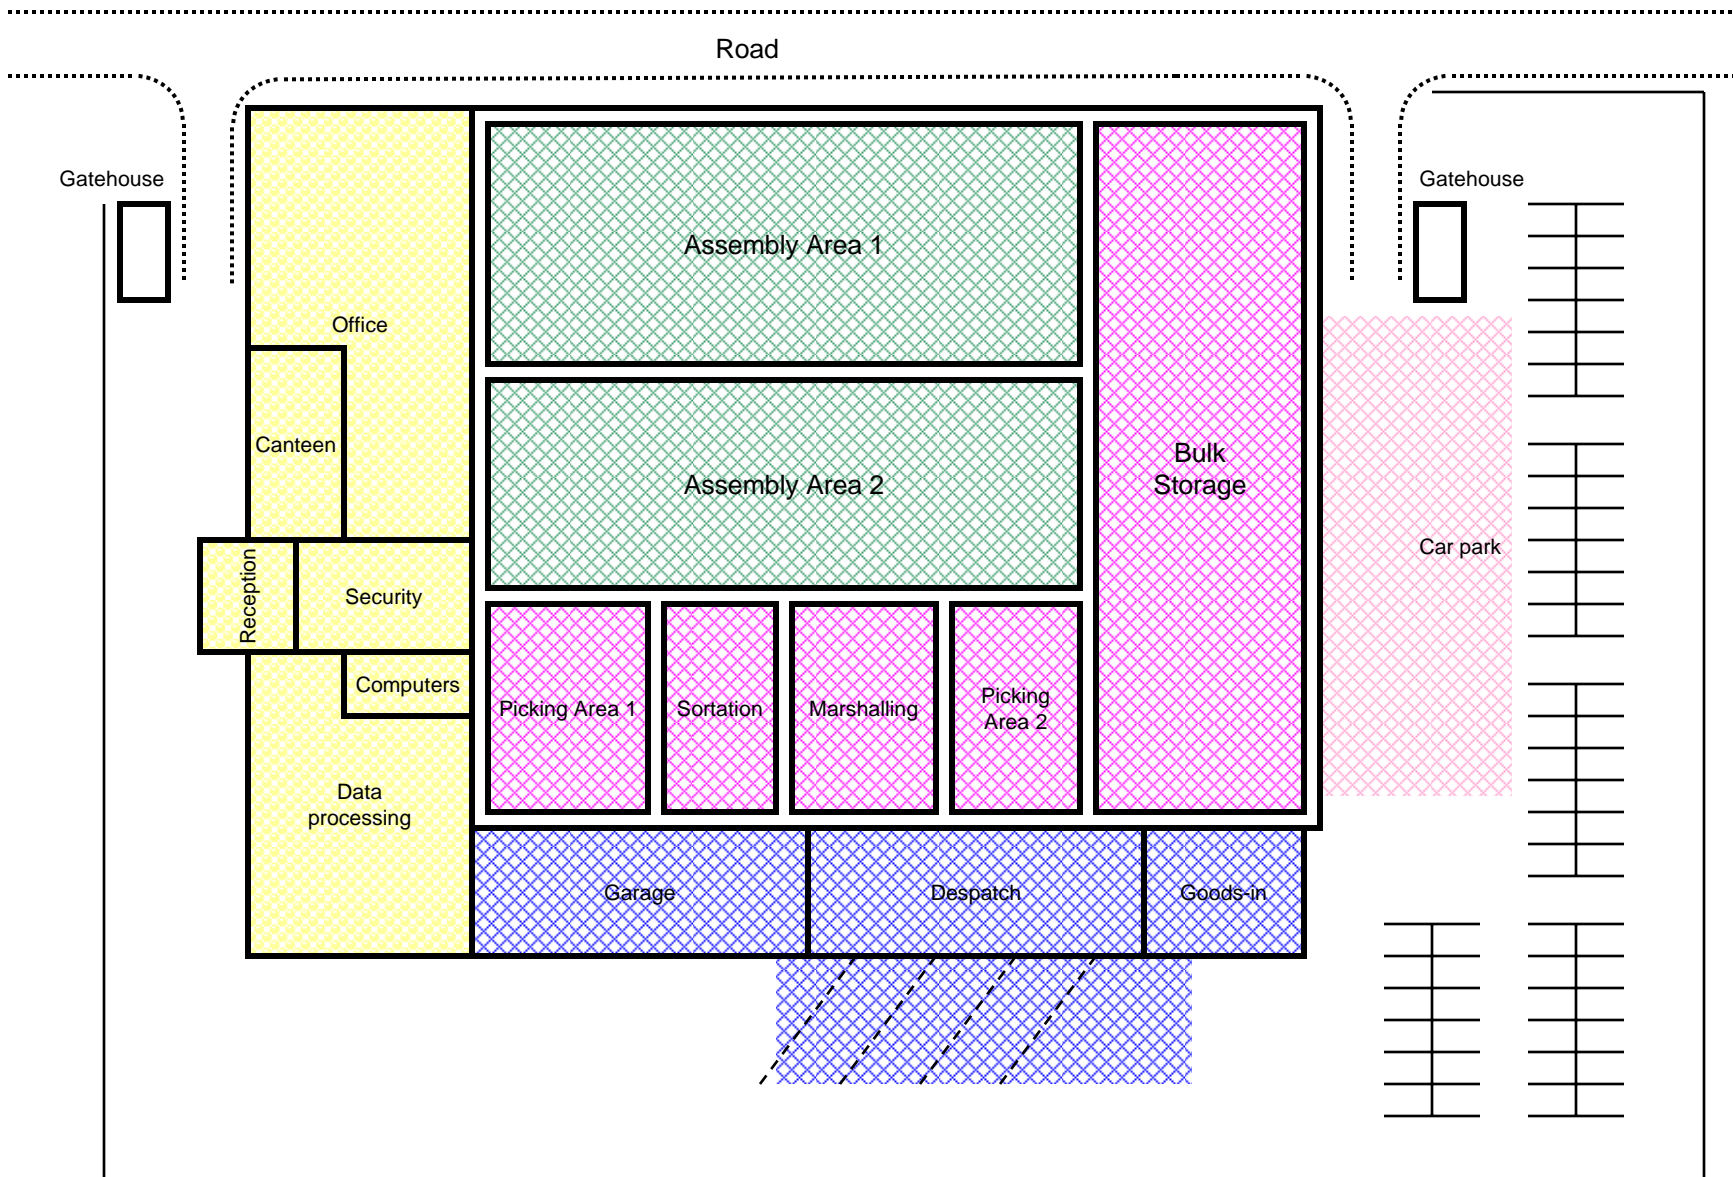 Road
Gatehouse
Gatehouse
Assembly Area 1
Office
Canteen
Bulk
Storage
Assembly Area 2
Car park
Reception
Security
Computers
Picking Area 1
Sortation
Marshalling
Picking
Area 2
Data
processing
Garage
Despatch
Goods-in